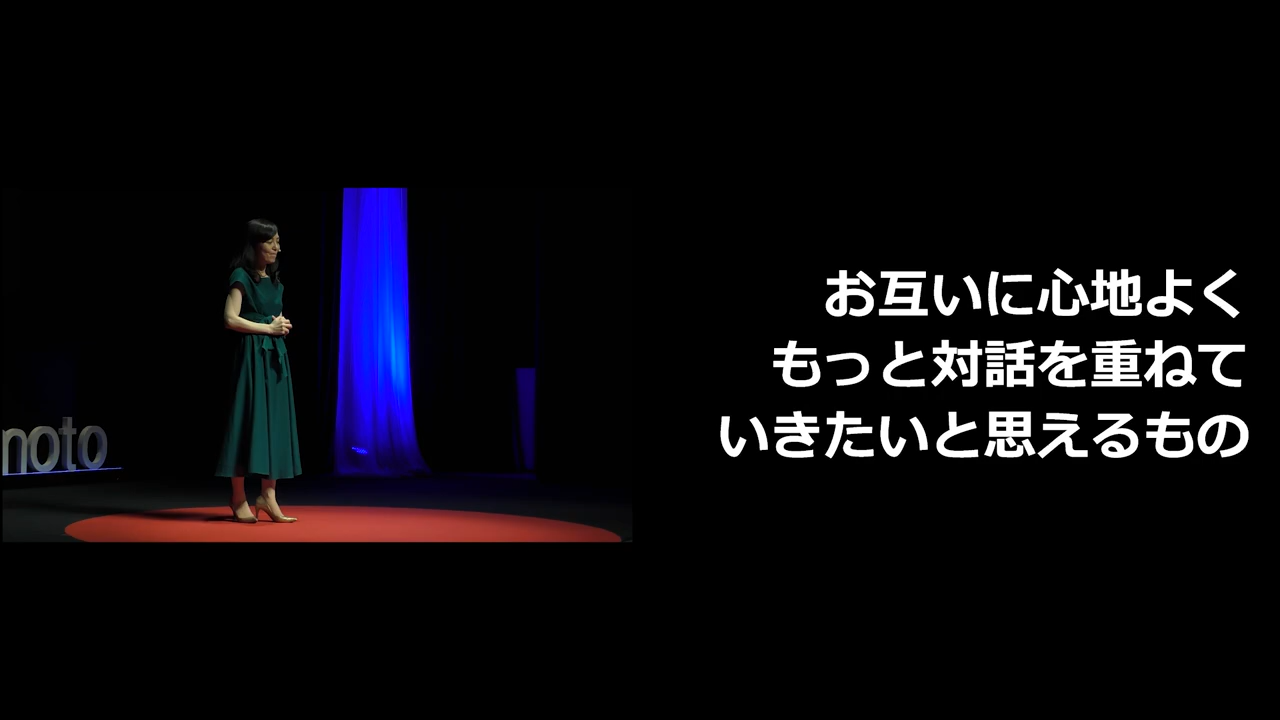 noto
お互いに心地よく
もっと対話を重ねて
いきたいと思えるもの